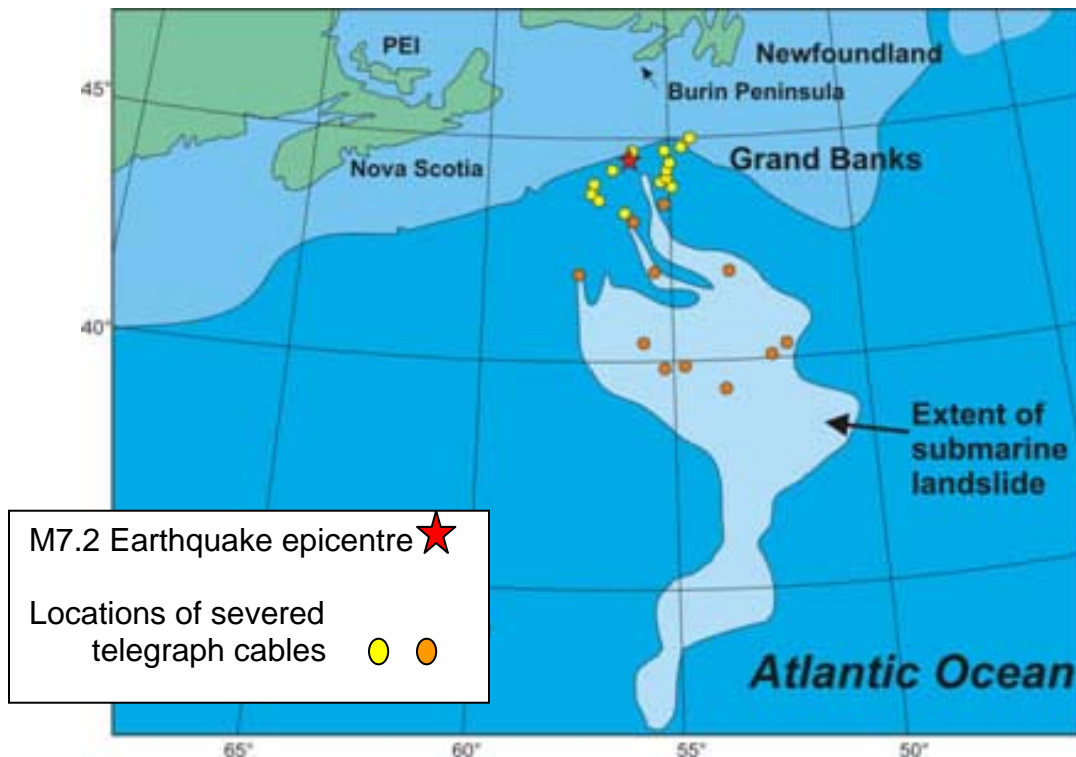 PEI
Newfoundland
45°
Burin Peninsula
Nova Scotia
Grand Banks
40°
Extent of
submarine
landslide
M7.2 Earthquake epicentre
Locations of severed
telegraph cables
Atlantic Ocean
65°
60°
55°
50°